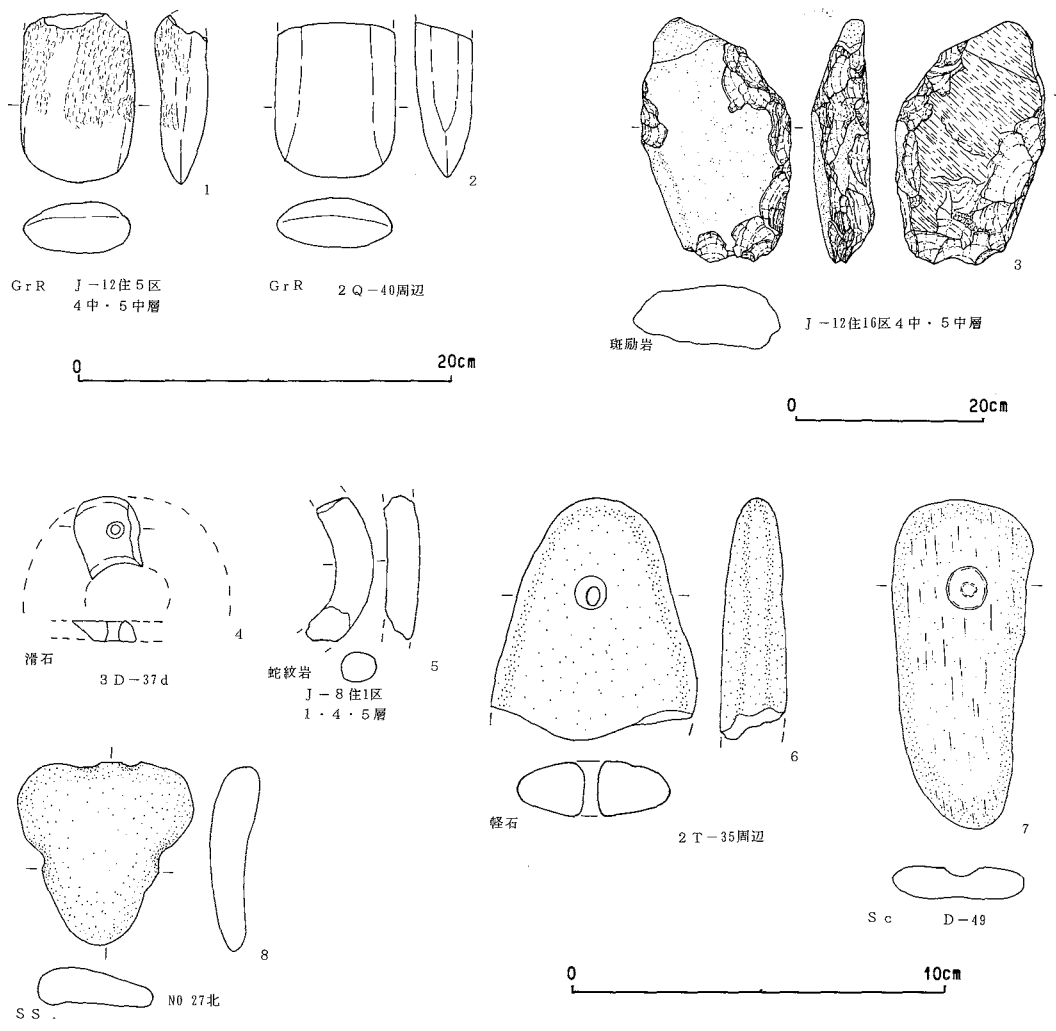 1
GrR
J-12住5区
4中・5中層
2
GrR
2Q-40周辺
0 20cm
3
斑励岩
J-12住16区4中・5中層
0 20cm
4
滑石
3D-37d
5
蛇紋岩
J-8住1区
1・4・5層
6
軽石
2T-35周辺
7
Sc
D-49
8
SS.
NO 27北
0 10cm